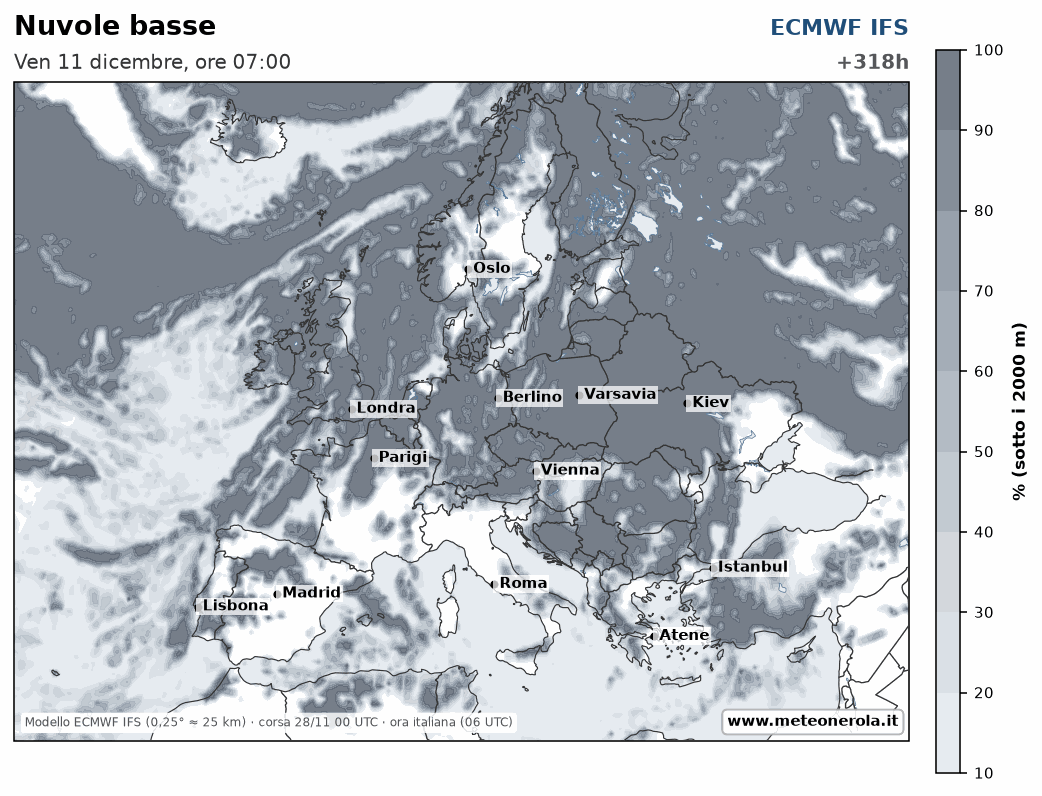 Nuvole basse
ECMWF IFS
Ven 11 dicembre, ore 07:00
+318h
100
90
80
70
60
50
40
30
20
10
% (sotto i 2000 m)
Oslo
Londra
Berlino
Varsavia
Kiev
Parigi
Vienna
Istanbul
Roma
Madrid
Lisbona
Atene
Modello ECMWF IFS (0,25° ≈ 25 km) · corsa 28/11 00 UTC · ora italiana (06 UTC)
www.meteonerola.it